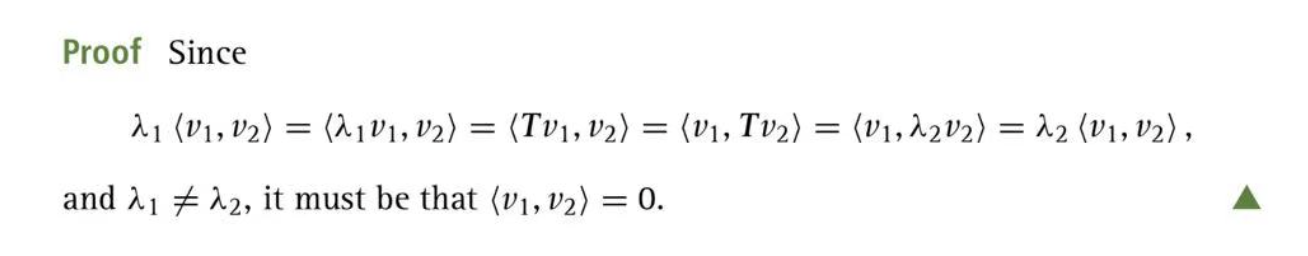 Proof Since
λ₁ ⟨v₁, v₂⟩ = ⟨λ₁v₁, v₂⟩ = ⟨Tv₁, v₂⟩ = ⟨v₁, Tv₂⟩ = ⟨v₁, λ₂v₂⟩ = λ₂ ⟨v₁, v₂⟩ ,
and λ₁ ≠ λ₂, it must be that ⟨v₁, v₂⟩ = 0. ▲